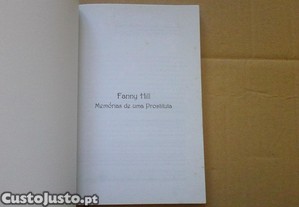 Fanny Hill
Memórias de uma Prostituta
CustoJusto.pt